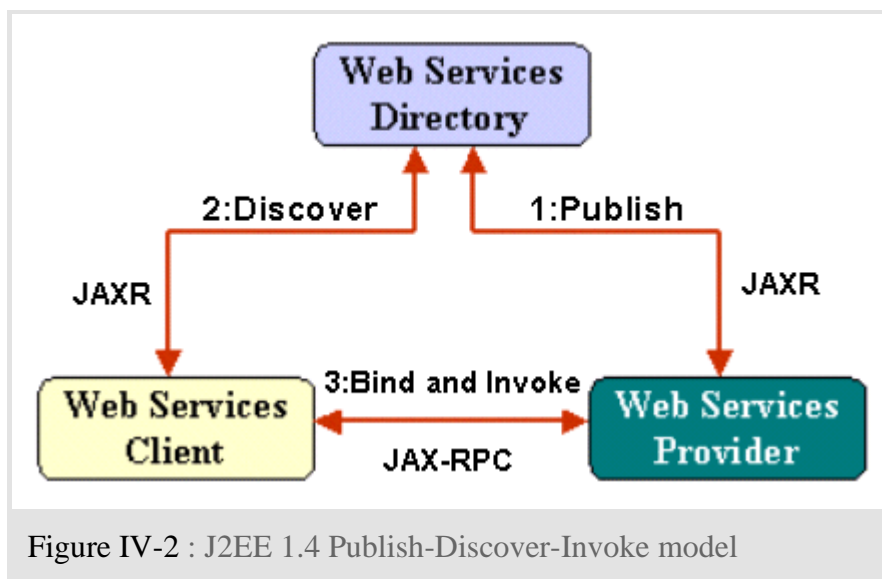 Web Services
Directory
2:Discover
1:Publish
JAXR
JAXR
3:Bind and Invoke
Web Services
Client
JAX-RPC
Web Services
Provider
Figure IV-2 : J2EE 1.4 Publish-Discover-Invoke model